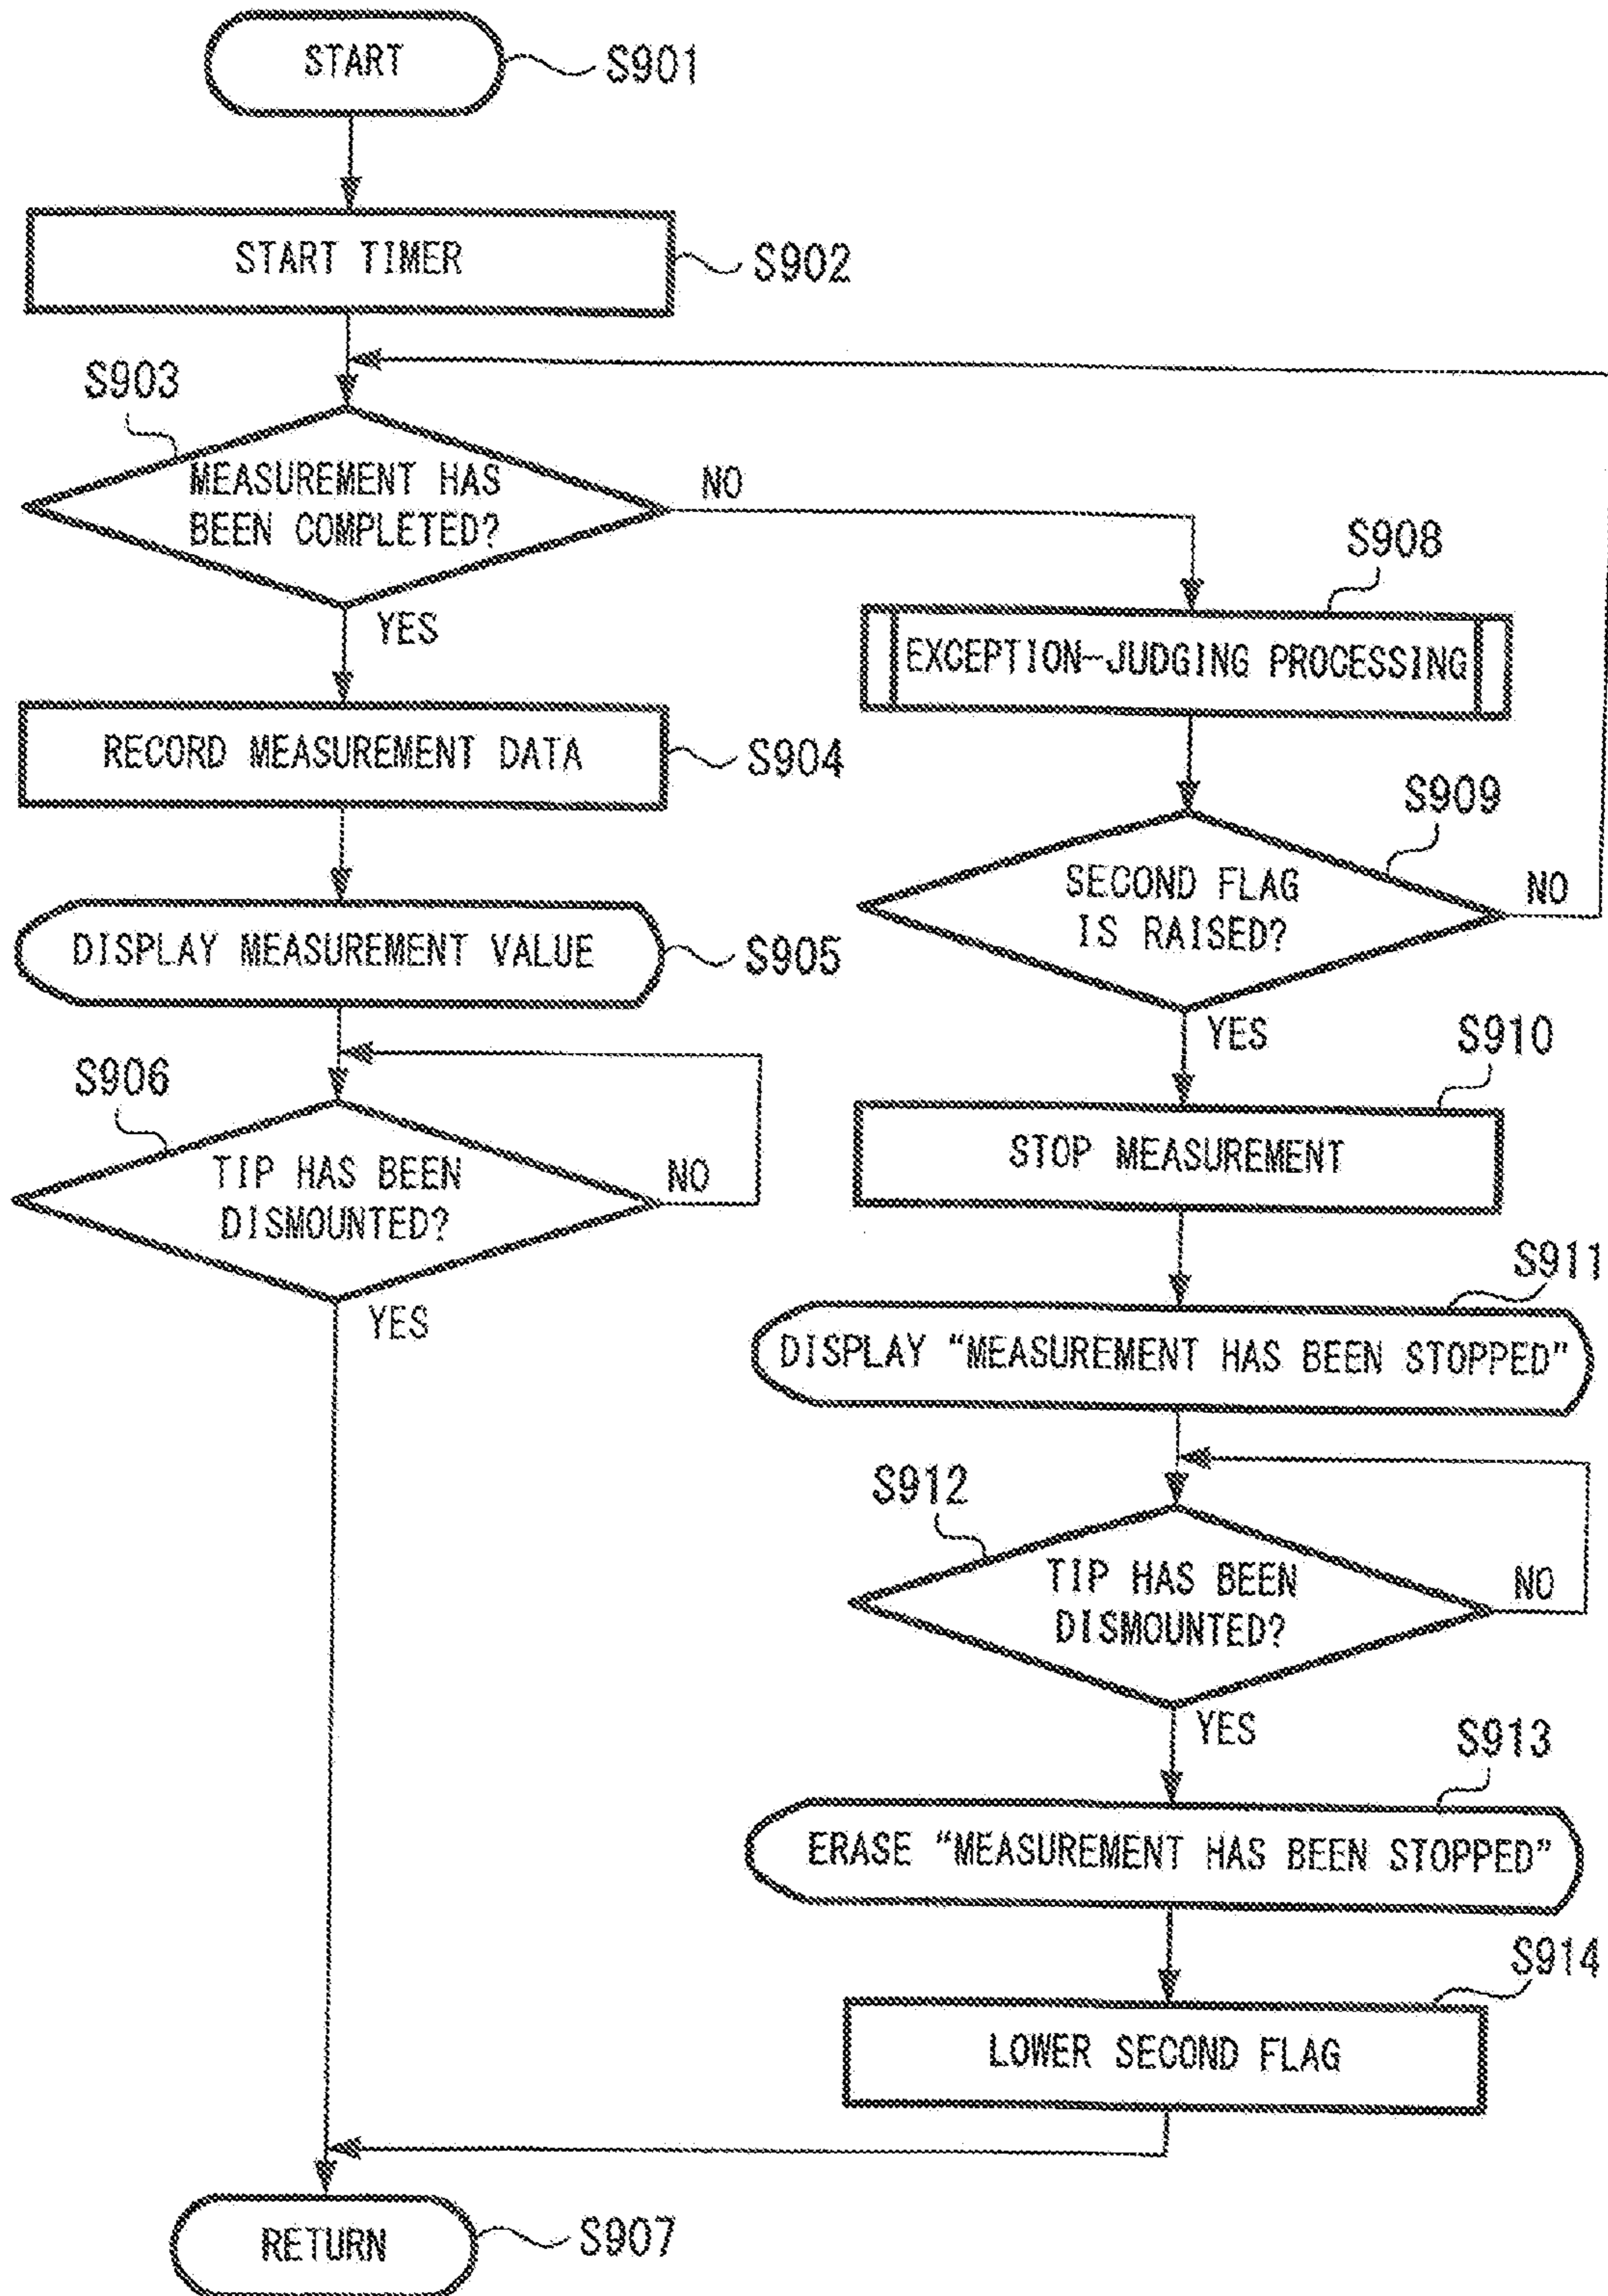 START
S901
START TIMER
S902
S903
MEASUREMENT HAS
BEEN COMPLETED?
NO
YES
S908
EXCEPTION-JUDGING PROCESSING
RECORD MEASUREMENT DATA
S904
S909
SECOND FLAG
IS RAISED?
NO
YES
DISPLAY MEASUREMENT VALUE
S905
S906
TIP HAS BEEN
DISMOUNTED?
NO
YES
S910
STOP MEASUREMENT
S911
DISPLAY “MEASUREMENT HAS BEEN STOPPED”
S912
TIP HAS BEEN
DISMOUNTED?
NO
YES
S913
ERASE “MEASUREMENT HAS BEEN STOPPED”
S914
LOWER SECOND FLAG
RETURN
S907